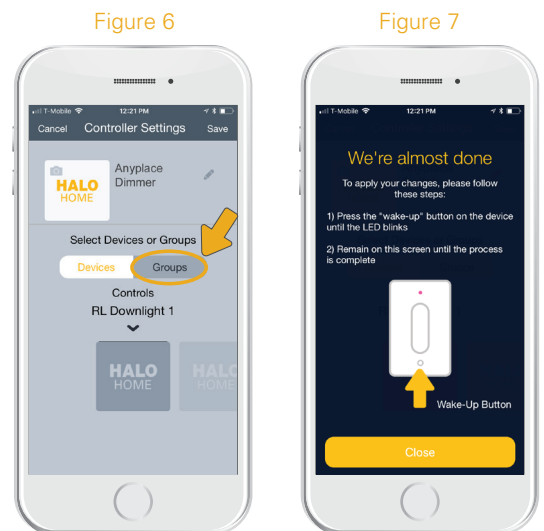 Figure 6
T-Mobile 12:21 PM
Cancel Controller Settings Save
HALO
HOME
Anyplace
Dimmer
Select Devices or Groups
Devices Groups
Controls
RL Downlight 1
HALO
HOME
HALO
HOME
Figure 7
T-Mobile 12:21 PM
We're almost done
To apply your changes, please follow
these steps:
1) Press the "wake-up" button on the device
until the LED blinks
2) Remain on this screen until the process
is complete
Wake-Up Button
Close